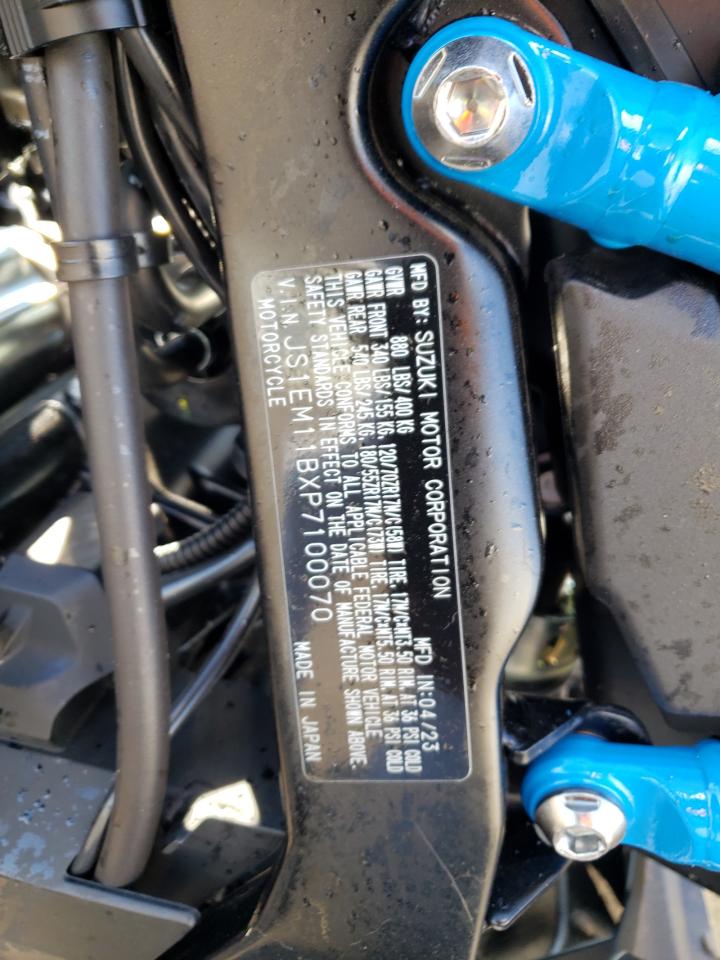 MFD BY: SUZUKI MOTOR CORPORATION MFD IN:04/23
GVWR 880 LBS/ 400 KG
GAWR FRONT 340 LBS/ 155 KG, 120/70ZR17M/C(58W) TIRE, 17M/C×MT3.50 RIM, AT 36 PSI COLD
GAWR REAR 540 LBS/ 245 KG, 180/55ZR17M/C(73W) TIRE, 17M/C×MT5.50 RIM, AT 36 PSI COLD
THIS VEHICLE CONFORMS TO ALL APPLICABLE FEDERAL MOTOR VEHICLE
SAFETY STANDARDS IN EFFECT ON THE DATE OF MANUFACTURE SHOWN ABOVE.
V.I.N. JS1EM11BXP7100070
MOTORCYCLE MADE IN JAPAN